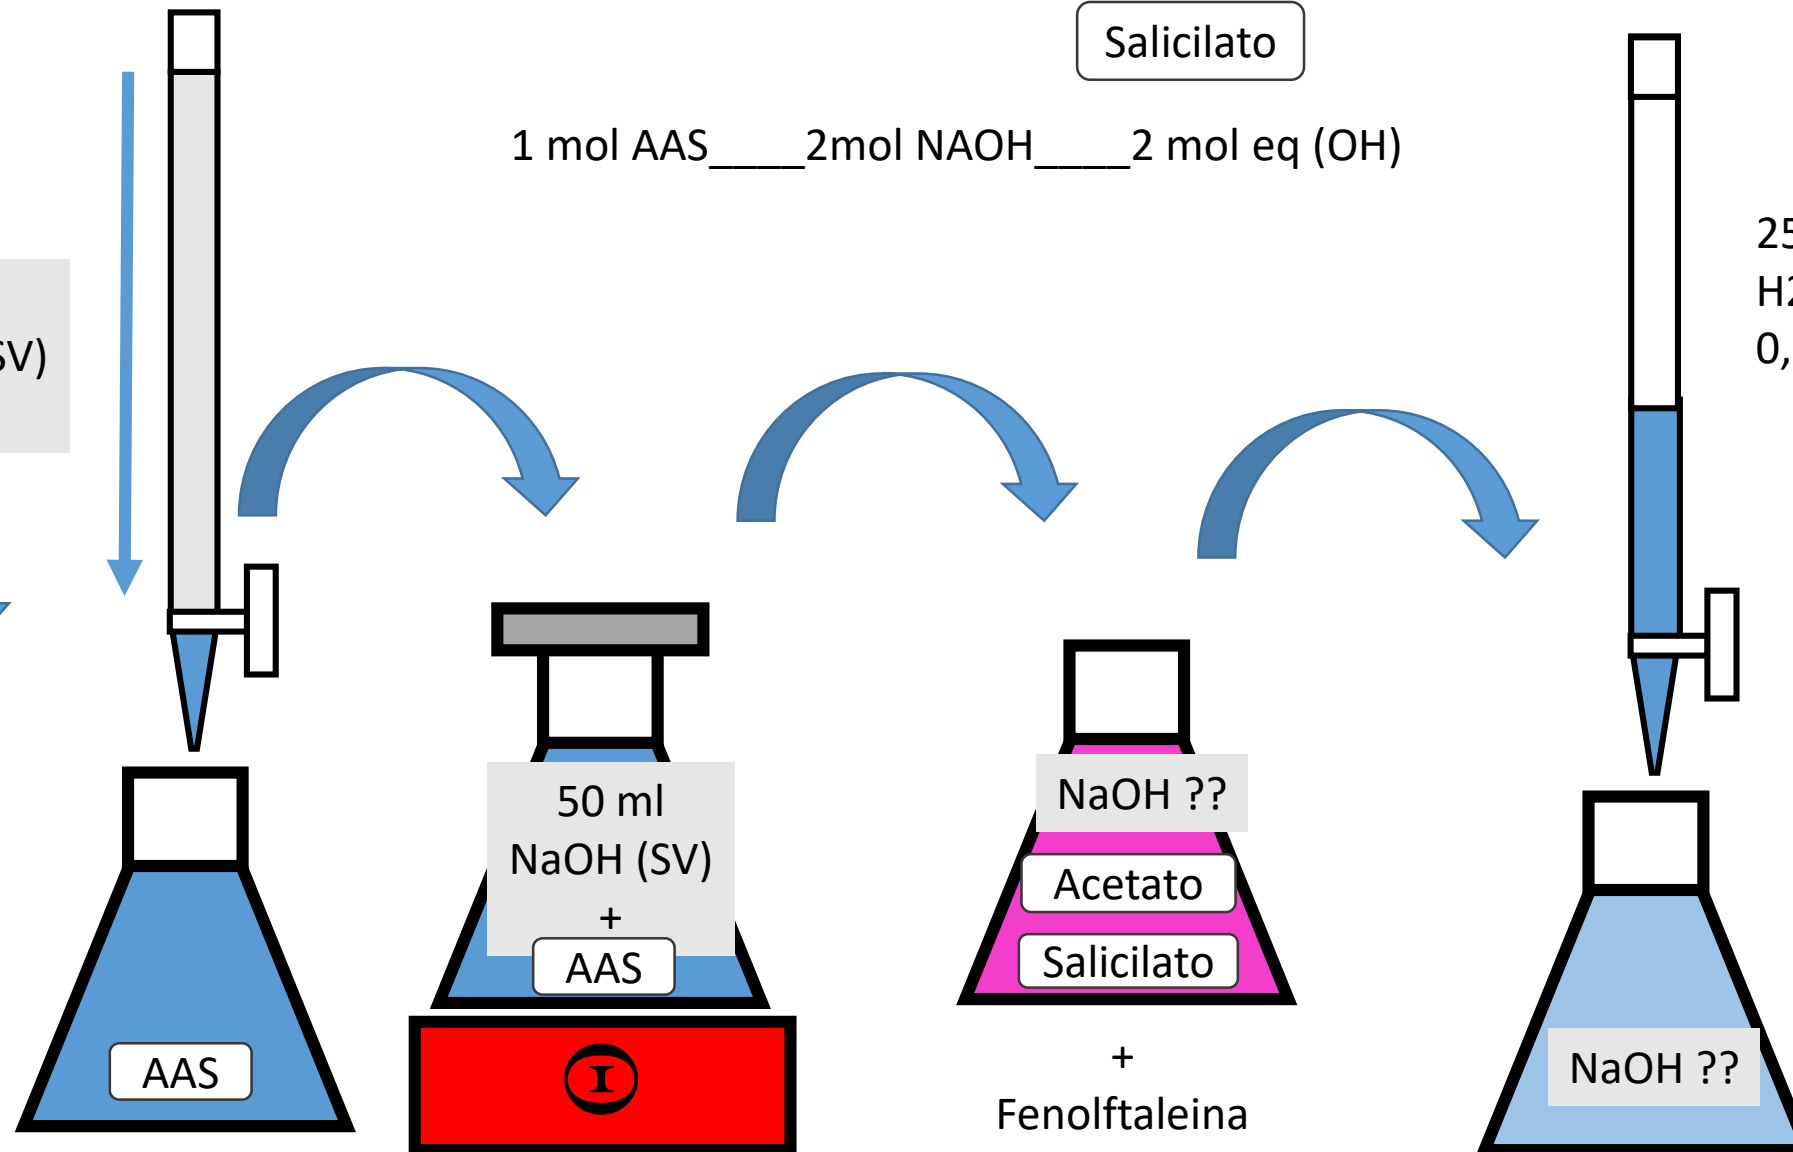 Salicilato
1 mol AAS____2mol NAOH____2 mol eq (OH)
SV)
25
H2
0,
50 ml
NaOH (SV)
+
AAS
AAS
NaOH ??
Acetato
Salicilato
+
Fenolftaleina
NaOH ??